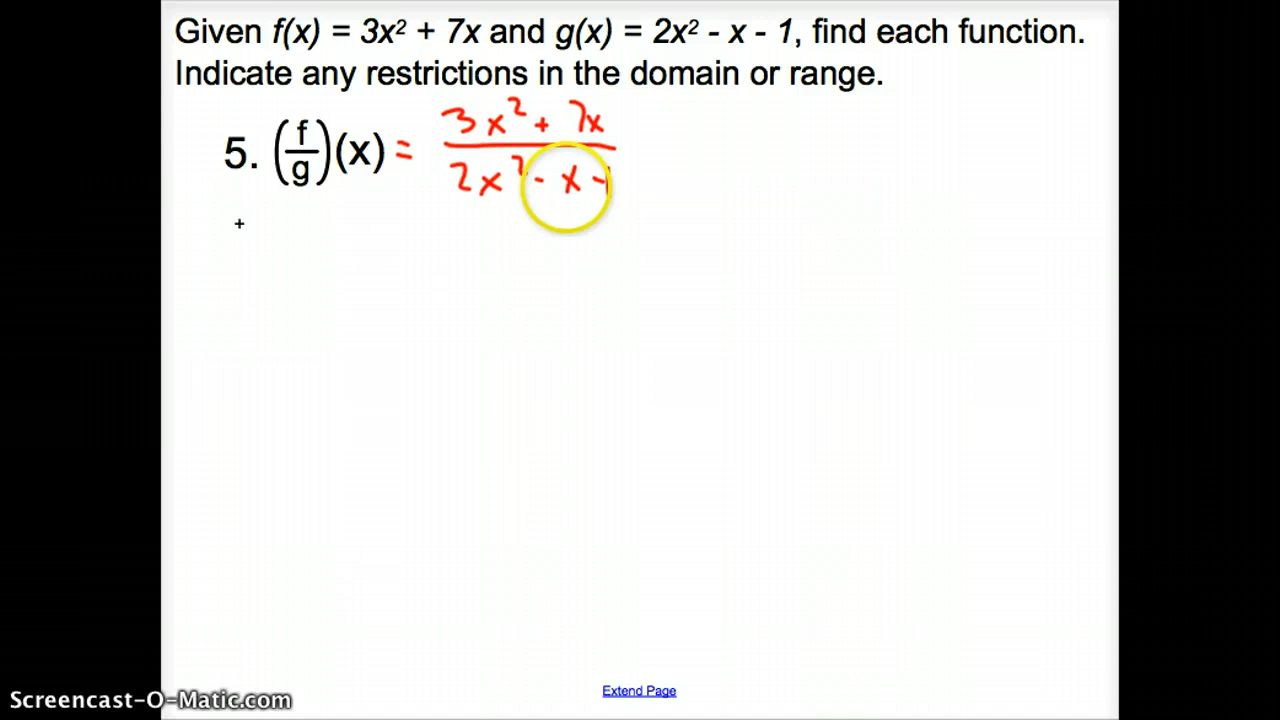 Given f(x) = 3x² + 7x and g(x) = 2x² - x - 1, find each function.
Indicate any restrictions in the domain or range.
5. (f/g)(x) = (3x² + 7x)/(2x² - x -
Extend Page
Screencast-O-Matic.com